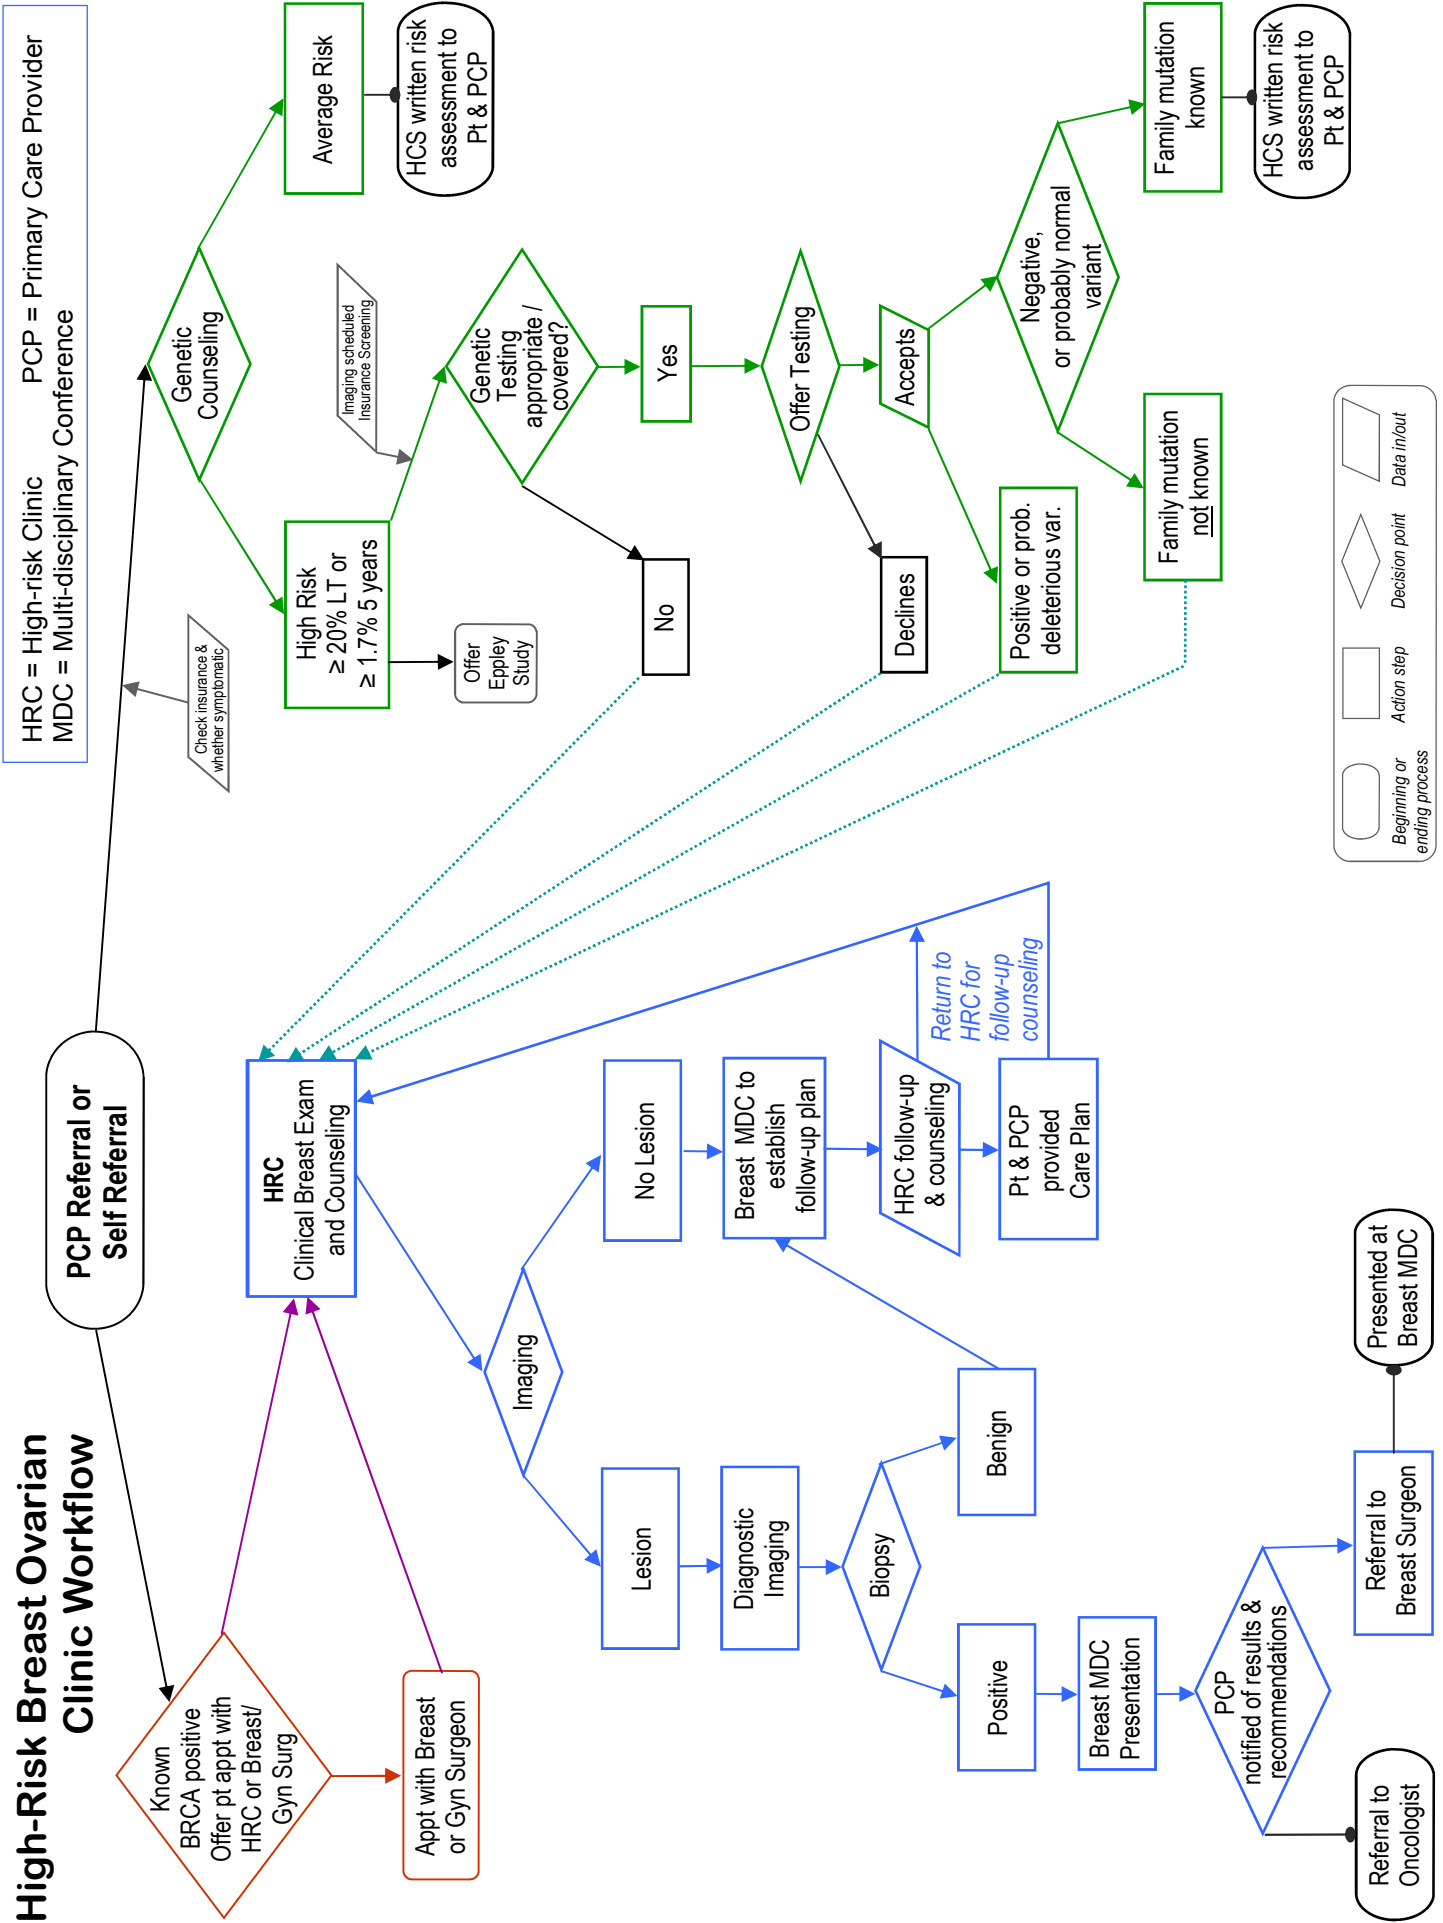 High-Risk Breast Ovarian
Clinic Workflow
HRC = High-risk Clinic PCP = Primary Care Provider
MDC = Multi-disciplinary Conference
PCP Referral or
Self Referral
Check insurance &
whether symptomatic
Known
BRCA positive
Offer pt appt with
HRC or Breast/
Gyn Surg
Appt with Breast
or Gyn Surgeon
HRC
Clinical Breast Exam
and Counseling
Genetic
Counseling
High Risk
≥ 20% LT or
≥ 1.7% 5 years
Average Risk
Offer
Eppley
Study
HCS written risk
assessment to
Pt & PCP
Imaging scheduled
Insurance Screening
Genetic
Testing
appropriate /
covered?
No
Yes
Offer Testing
Declines
Accepts
Positive or prob.
deleterious var.
Negative,
or probably normal
variant
Family mutation
not known
Family mutation
known
HCS written risk
assessment to
Pt & PCP
Imaging
Lesion
No Lesion
Diagnostic
Imaging
Breast MDC to
establish
follow-up plan
Biopsy
HRC follow-up
& counseling
Return to
HRC for
follow-up
counseling
Positive
Benign
Pt & PCP
provided
Care Plan
Breast MDC
Presentation
PCP
notified of results &
recommendations
Referral to
Oncologist
Referral to
Breast Surgeon
Presented at
Breast MDC
Beginning or
ending process
Action step
Decision point
Data in/out